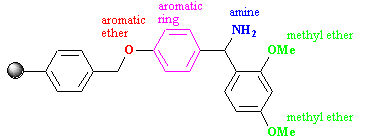 aromatic
ether
aromatic
ring
amine
NH2
methyl ether
OMe
O
methyl ether
OMe